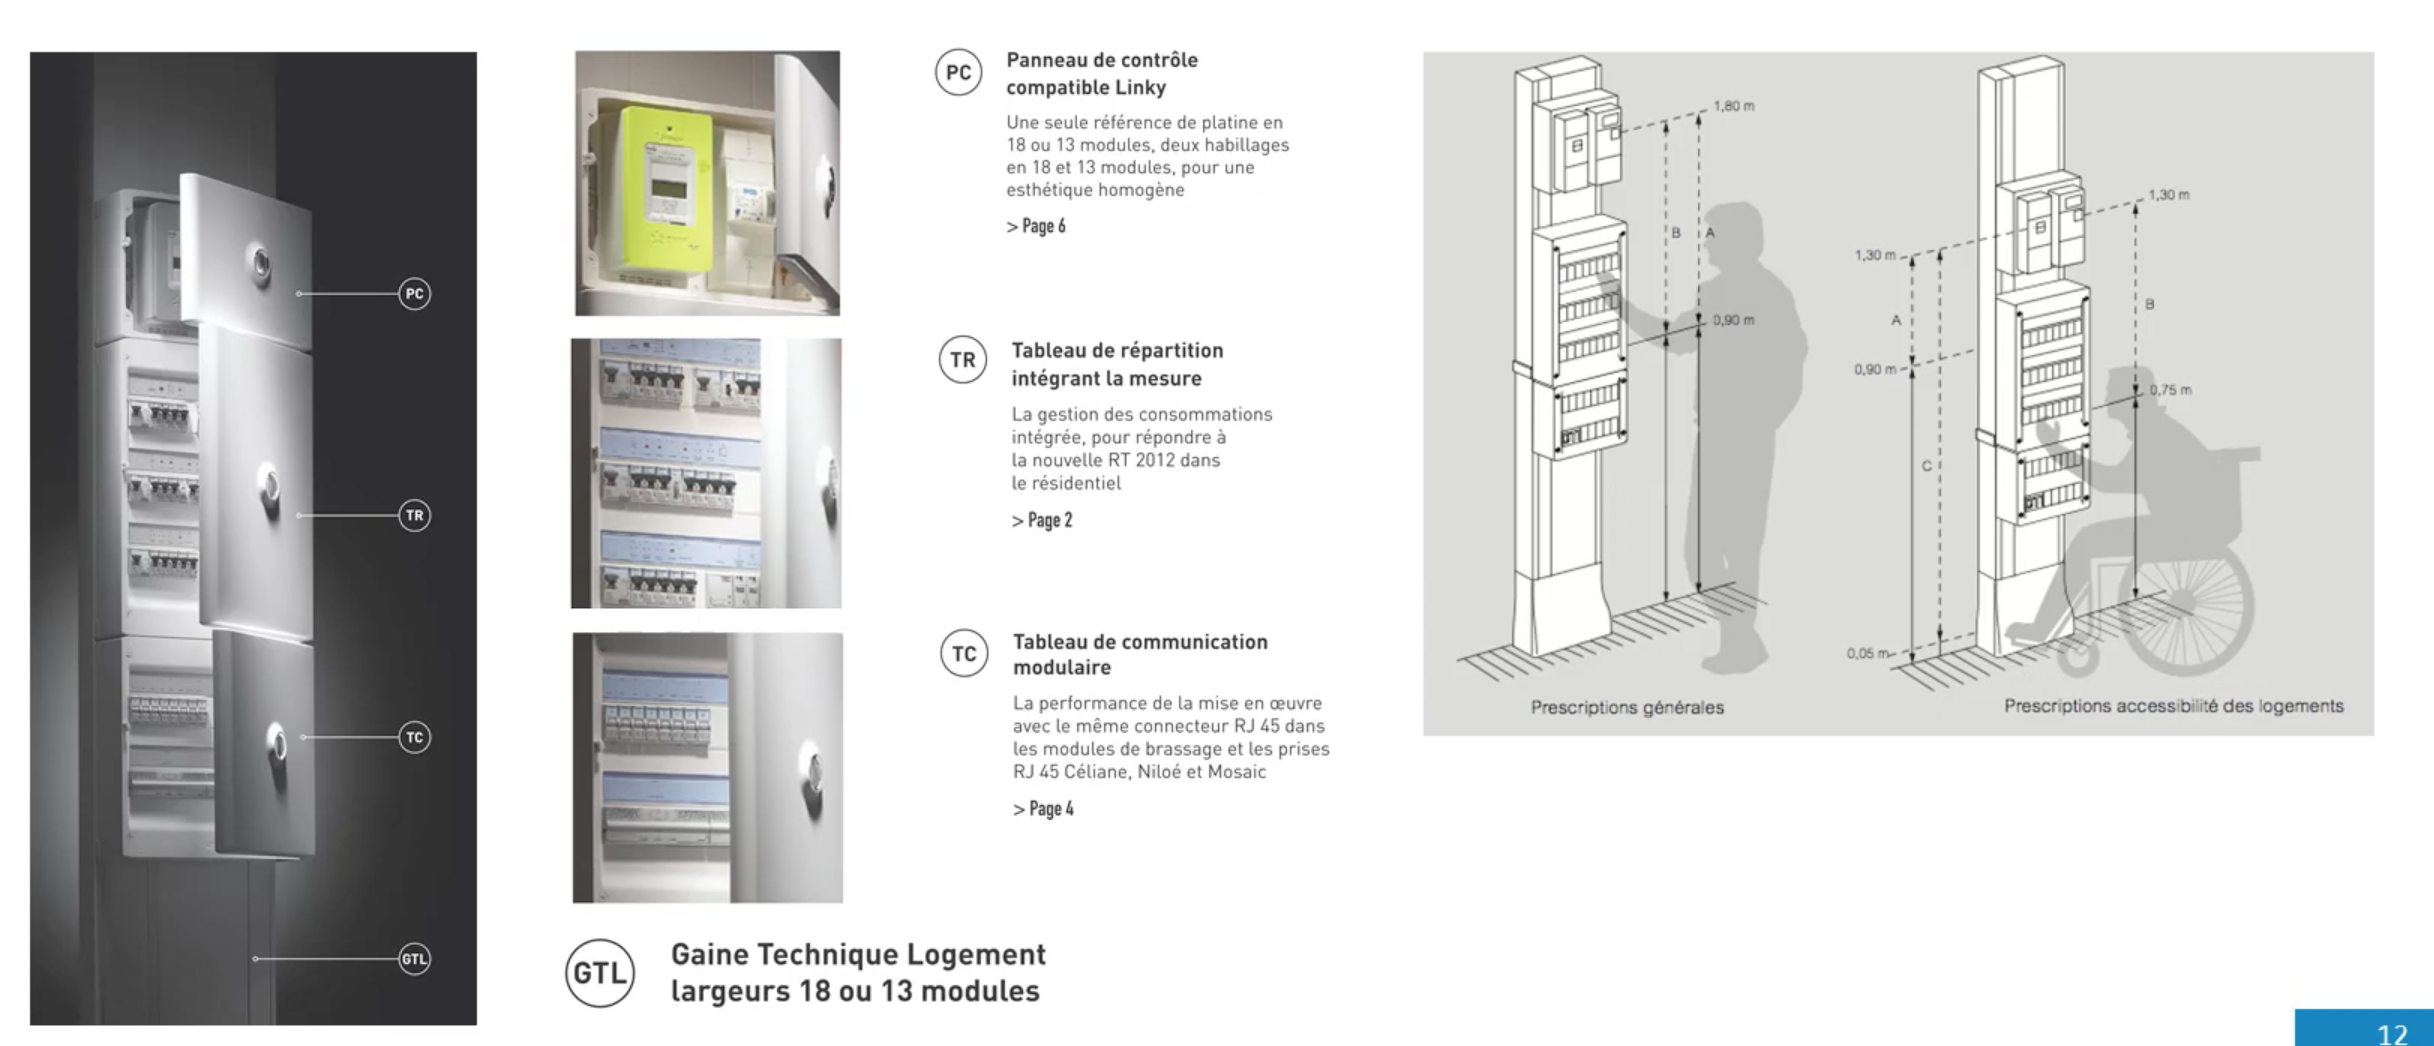 PC
TR
TC
GTL
PC
Panneau de contrôle
compatible Linky
Une seule référence de platine en
18 ou 13 modules, deux habillages
en 18 et 13 modules, pour une
esthétique homogène
> Page 6
TR
Tableau de répartition
intégrant la mesure
La gestion des consommations
intégrée, pour répondre à
la nouvelle RT 2012 dans
le résidentiel
> Page 2
TC
Tableau de communication
modulaire
La performance de la mise en œuvre
avec le même connecteur RJ 45 dans
les modules de brassage et les prises
RJ 45 Céliane, Niloé et Mosaic
> Page 4
GTL
Gaine Technique Logement
largeurs 18 ou 13 modules
1,80 m
B
A
0,90 m
Prescriptions générales
1,30 m
1,30 m
A
B
0,90 m
0,75 m
C
0,05 m
Prescriptions accessibilité des logements
12